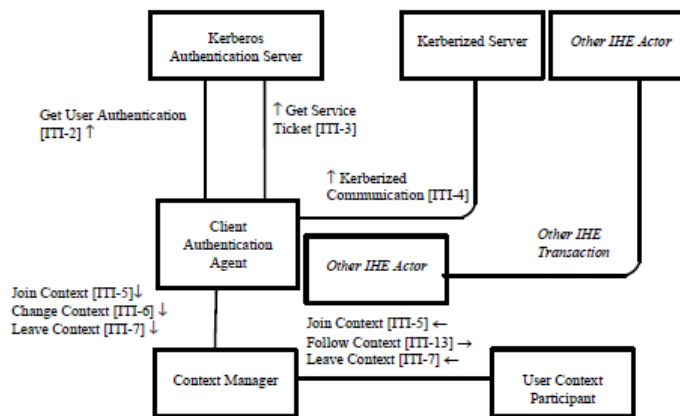 Kerberos
Authentication Server
Kerberized Server
Other IHE Actor
Get User Authentication
[ITI-2] ↑
↑ Get Service
Ticket [ITI-3]
↑ Kerberized
Communication [ITI-4]
Client
Authentication
Agent
Other IHE Actor
Other IHE
Transaction
Join Context [ITI-5]↓
Change Context [ITI-6] ↓
Leave Context [ITI-7] ↓
Join Context [ITI-5] ←
Follow Context [ITI-13] →
Leave Context [ITI-7] ←
Context Manager
User Context
Participant